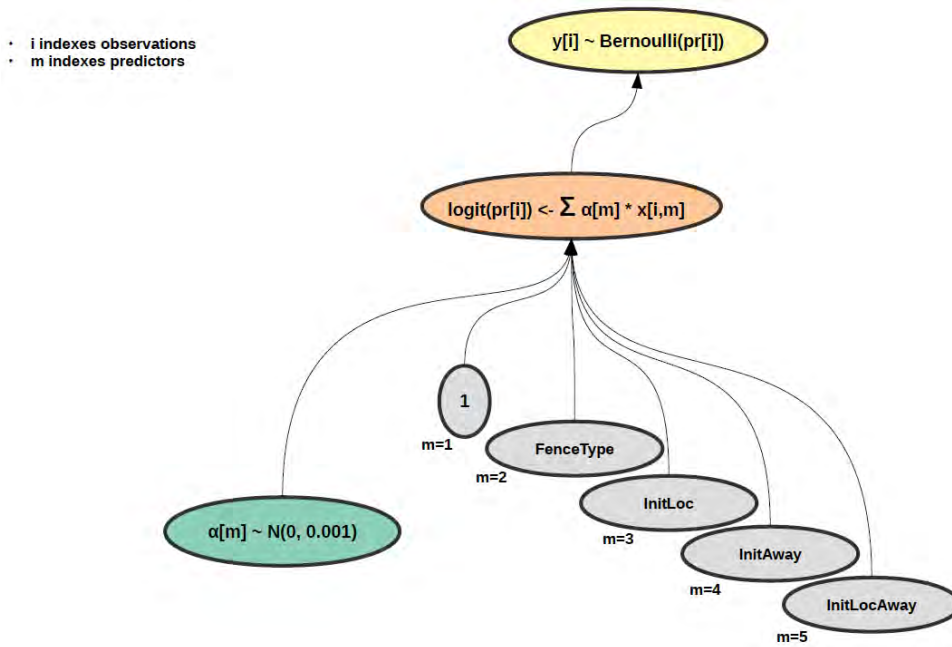 • i indexes observations
• m indexes predictors
y[i] ~ Bernoulli(pr[i])
logit(pr[i]) <- Σ α[m] * x[i,m]
1
m=1
FenceType
m=2
InitLoc
α[m] ~ N(0, 0.001)
m=3
InitAway
m=4
InitLocAway
m=5